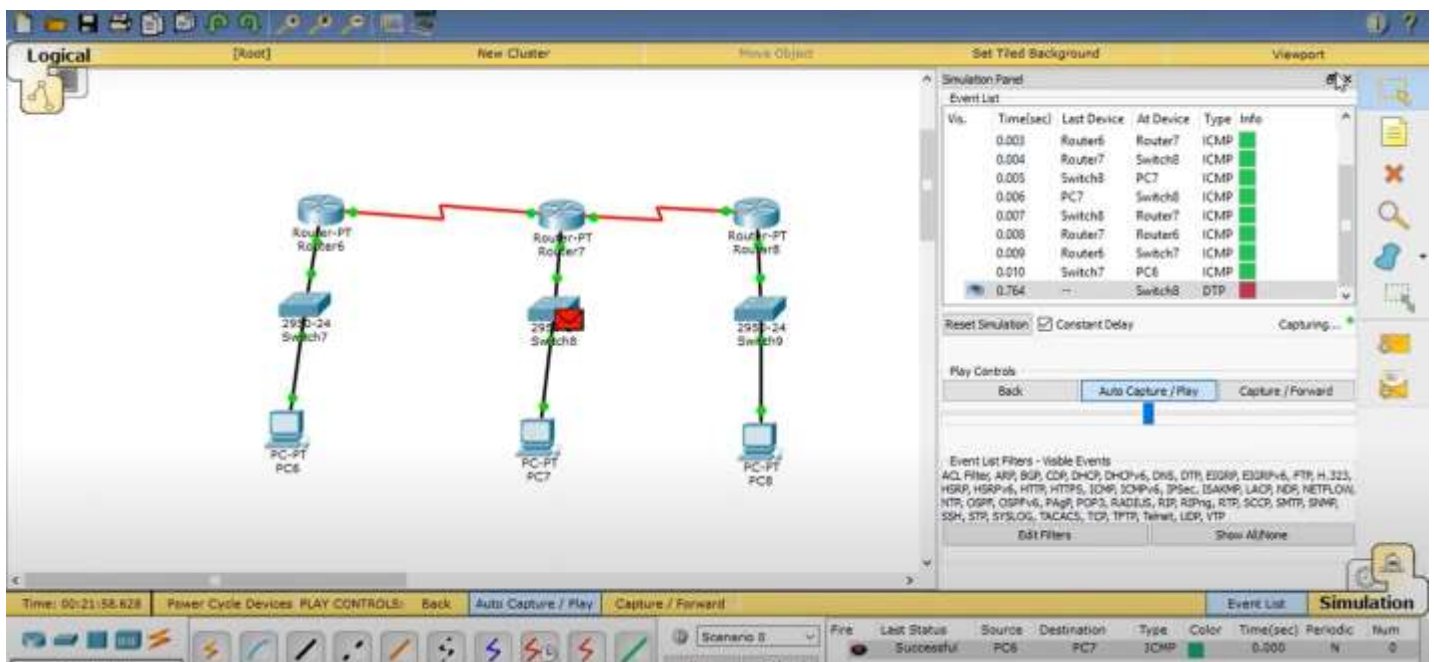 Logical [Root] New Cluster Move Object Set Tiled Background Viewport
Simulation Panel
Event List
Vis. Time(sec) Last Device At Device Type Info
0.003 Router6 Router7 ICMP
0.004 Router7 Switch8 ICMP
0.005 Switch8 PC7 ICMP
0.006 PC7 Switch8 ICMP
0.007 Switch8 Router7 ICMP
0.008 Router7 Router6 ICMP
0.009 Router6 Switch7 ICMP
0.010 Switch7 PC6 ICMP
0.764 -- Switch8 DTP
Router-PT
Router6
Router-PT
Router7
Router-PT
Router8
2950-24
Switch7
Switch8
2950-24
Switch9
PC-PT
PC6
PC-PT
PC7
PC-PT
PC8
Reset Simulation Constant Delay Capturing...
Play Controls
Back Auto Capture / Play Capture / Forward
Event List Filters - Visible Events
ACL Filter, ARP, BGP, CDP, DHCP, DHCPv6, DNS, DTP, EIGRP, EIGRPv6, FTP, H.323,
HSRP, HSRPv6, HTTP, HTTPS, ICMP, ICMPv6, IPSec, ISAKMP, LACP, NDP, NETFLOW,
NTP, OSPF, OSPFv6, PAgP, POP3, RADIUS, RIP, RIPng, RTP, SCCP, SMTP, SNMP,
SSH, STP, SYSLOG, TACACS, TCP, TFTP, Telnet, UDP, VTP
Edit Filters Show All/None
Time: 00:21:58.628 Power Cycle Devices PLAY CONTROLS: Back Auto Capture / Play Capture / Forward Event List Simulation
Scenario 0 Fire Last Status Source Destination Type Color Time(sec) Periodic Num
Successful PC6 PC7 ICMP 0.000 N 0